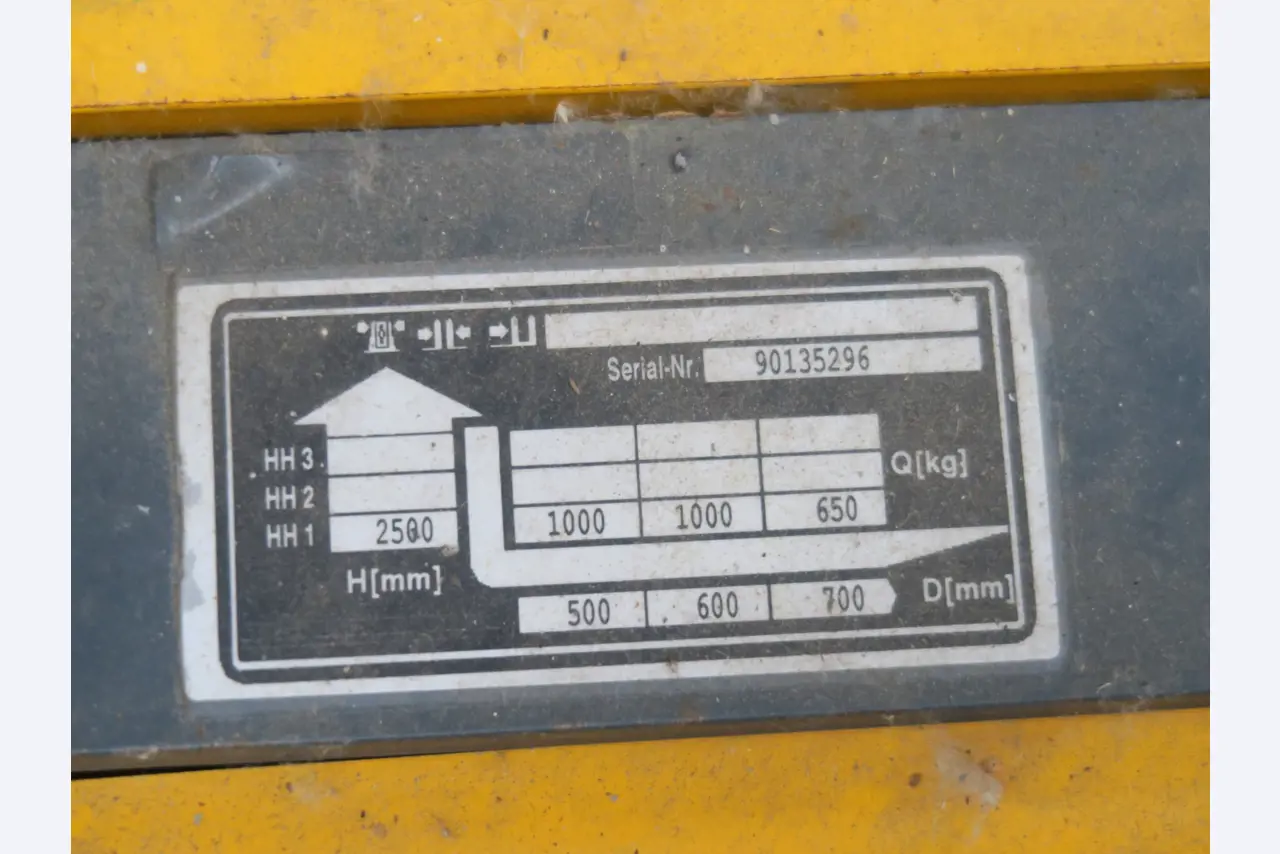 Serial-Nr. 90135296
HH 3
Q[kg]
HH 2
HH 1 2500 1000 1000 650
H[mm]
500 600 700 D[mm]